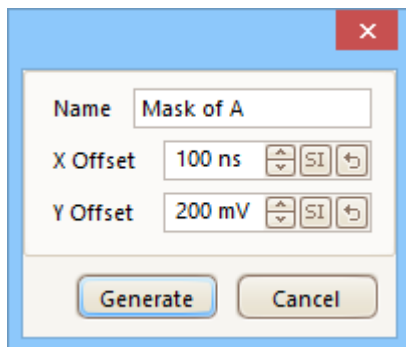 Name Mask of A
X Offset 100 ns SI
Y Offset 200 mV SI
Generate Cancel